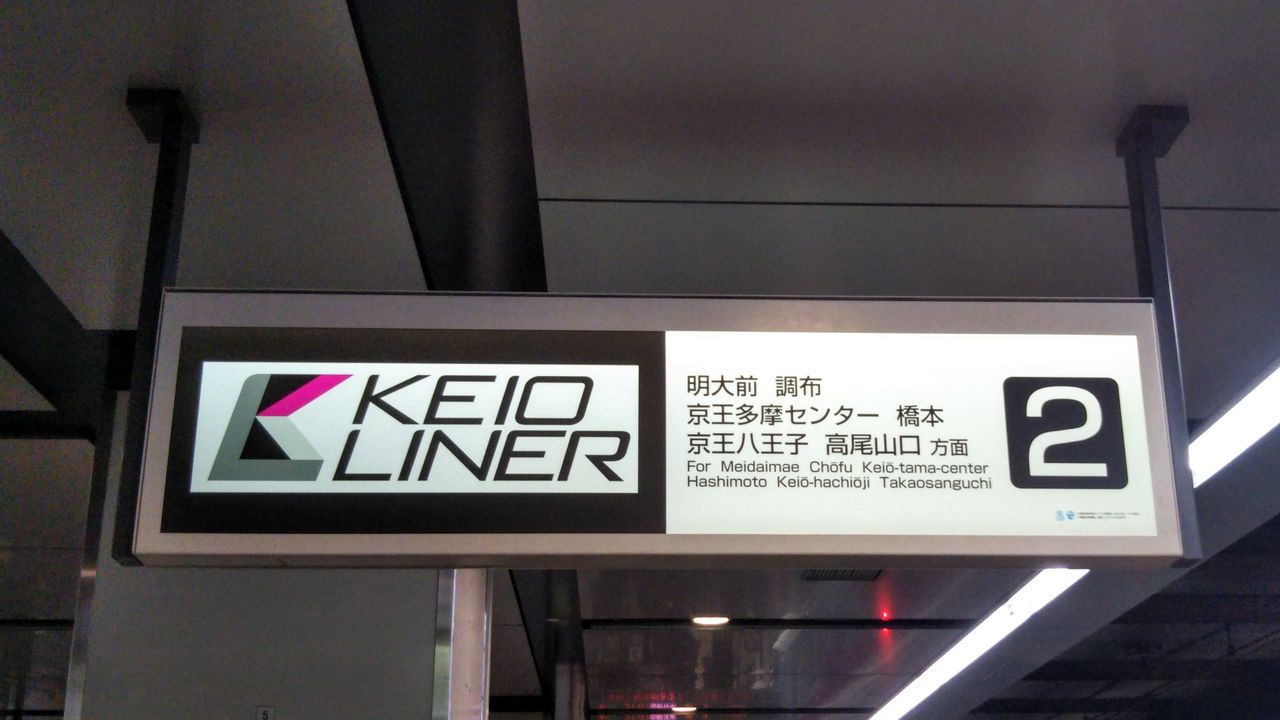 KEIO
LINER
明大前 調布
京王多摩センター 橋本
京王八王子 高尾山口 方面
For Meidaimae Chōfu Keiō-tama-center
Hashimoto Keiō-hachiōji Takaosanguchi
2
5